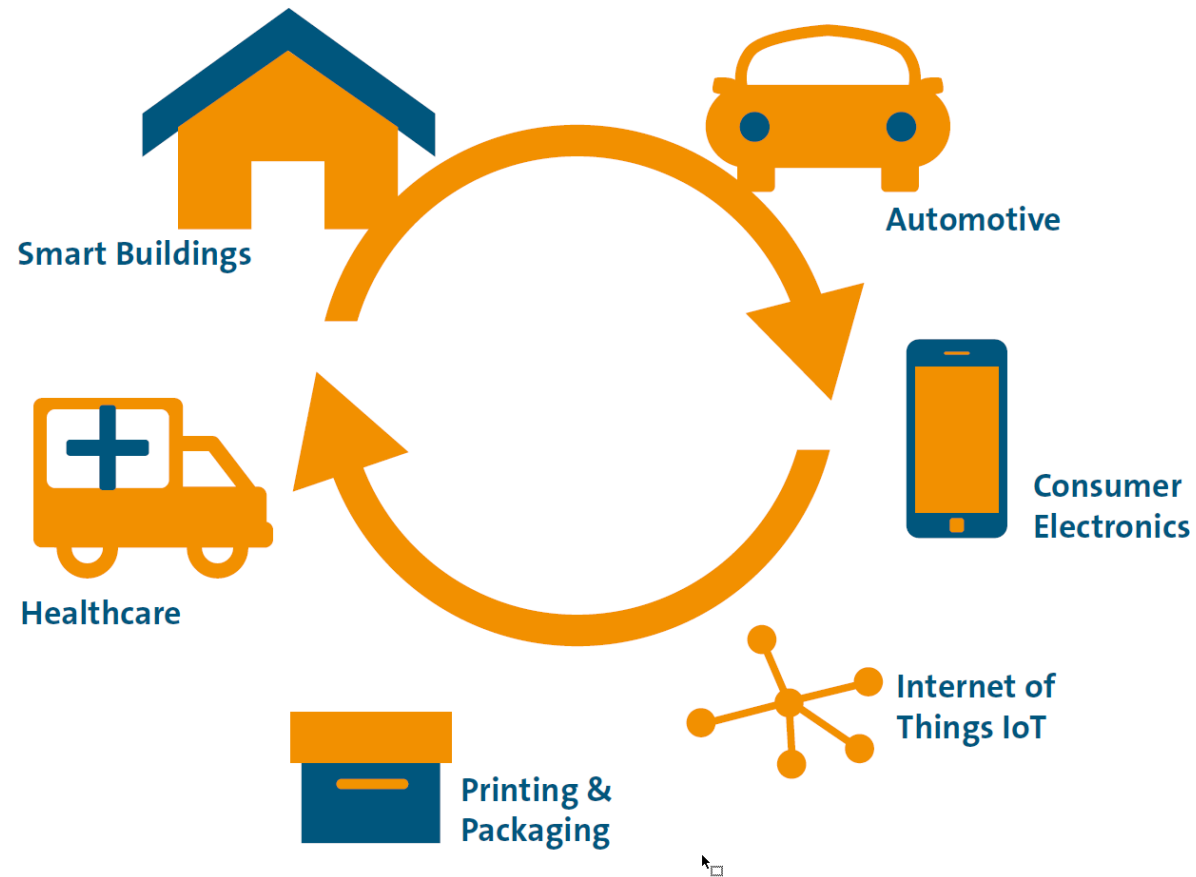 Smart Buildings
Automotive
Consumer
Electronics
Healthcare
Internet of
Things IoT
Printing &
Packaging